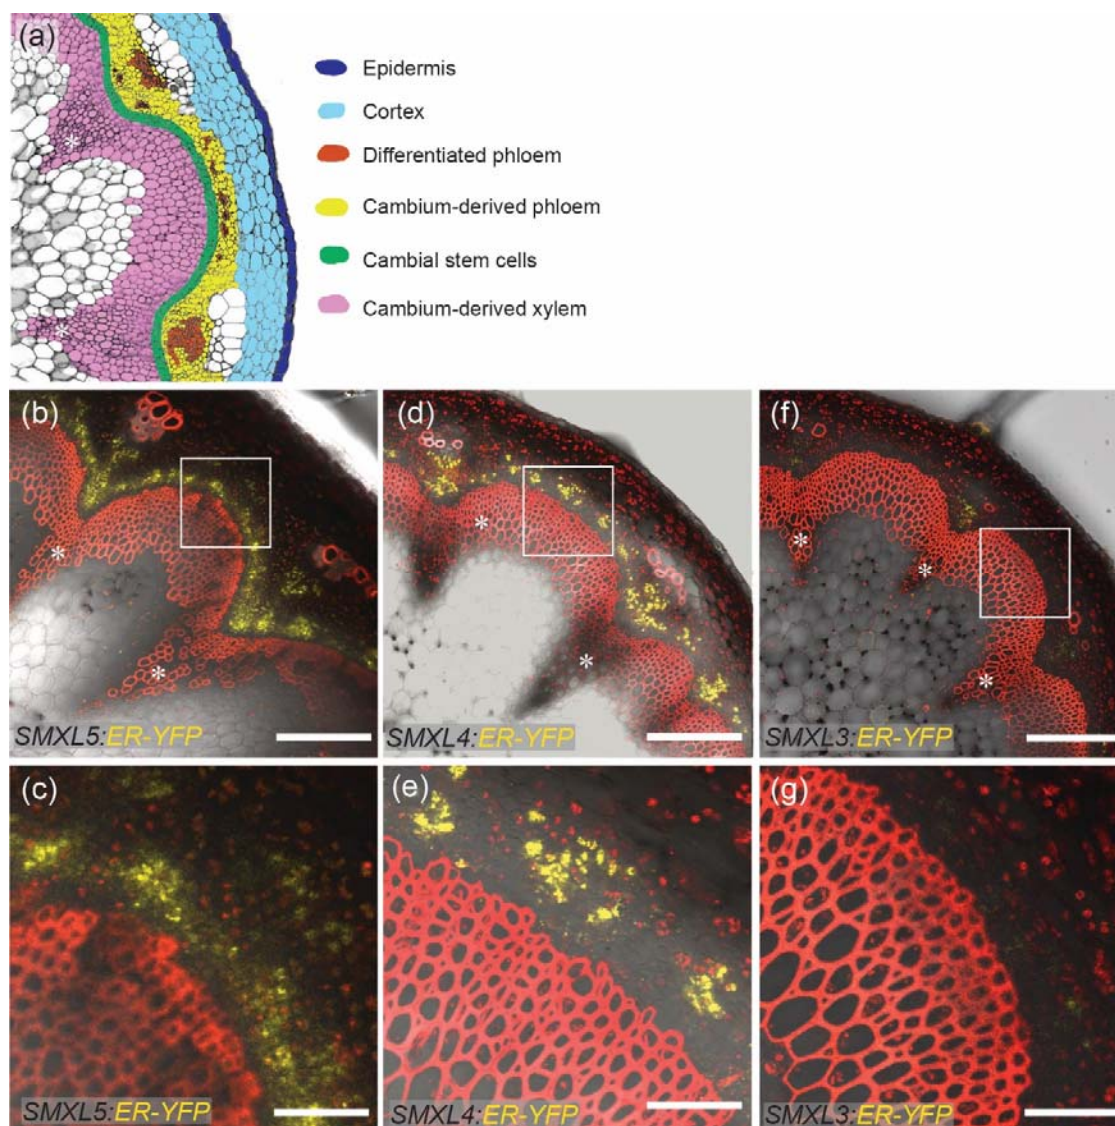 (a)
Epidermis
Cortex
Differentiated phloem
Cambium-derived phloem
Cambial stem cells
Cambium-derived xylem
*
*
(b)
*
*
SMXL5:ER-YFP
(d)
*
*
SMXL4:ER-YFP
(f)
*
*
*
SMXL3:ER-YFP
(c)
SMXL5:ER-YFP
(e)
SMXL4:ER-YFP
(g)
SMXL3:ER-YFP